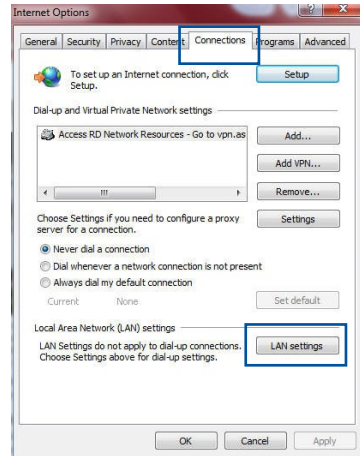 Internet Options
General Security Privacy Content Connections Programs Advanced
To set up an Internet connection, click
Setup.
Setup
Dial-up and Virtual Private Network settings
Access RD Network Resources - Go to vpn.as
Add...
Add VPN...
Remove...
Choose Settings if you need to configure a proxy
server for a connection.
Settings
Never dial a connection
Dial whenever a network connection is not present
Always dial my default connection
Current None
Set default
Local Area Network (LAN) settings
LAN Settings do not apply to dial-up connections.
Choose Settings above for dial-up settings.
LAN settings
OK Cancel Apply